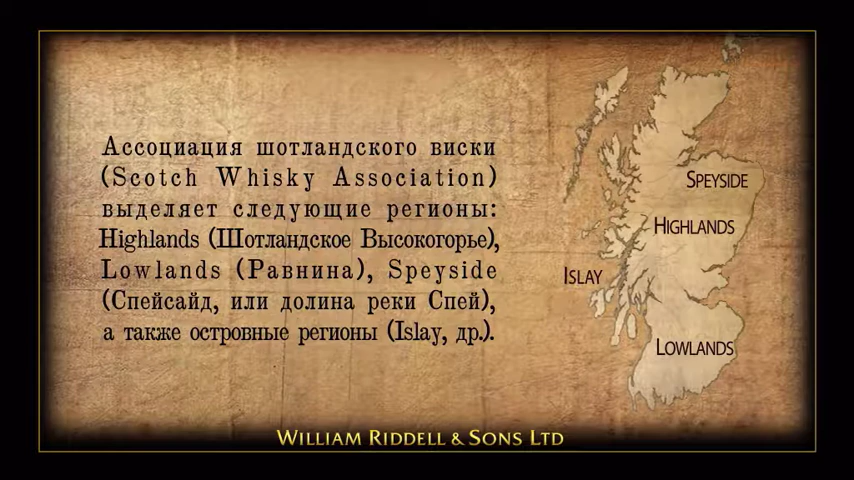 Ассоциация шотландского виски
(Scotch Whisky Association)
выделяет следующие регионы:
Highlands (Шотландское Высокогорье),
Lowlands (Равнина), Speyside
(Спейсайд, или долина реки Спей),
а также островные регионы (Islay, др.).
SPEYSIDE
HIGHLANDS
ISLAY
LOWLANDS
WILLIAM RIDDELL & SONS LTD